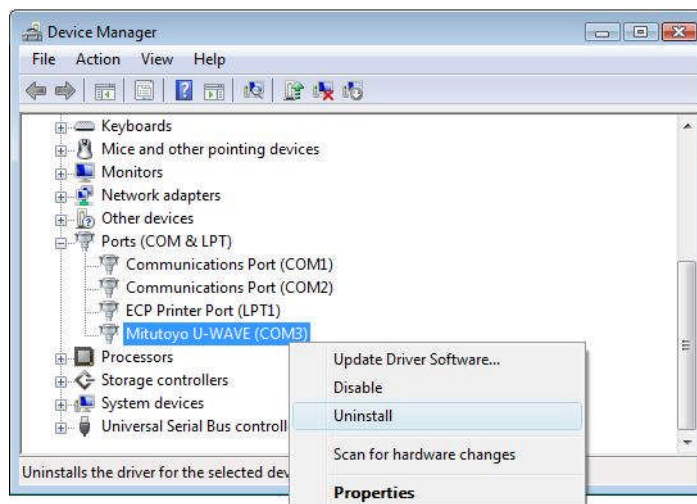 Device Manager
File Action View Help
Keyboards
Mice and other pointing devices
Monitors
Network adapters
Other devices
Ports (COM & LPT)
Communications Port (COM1)
Communications Port (COM2)
ECP Printer Port (LPT1)
Mitutoyo U-WAVE (COM3)
Processors
Storage controllers
System devices
Universal Serial Bus controll
Update Driver Software...
Disable
Uninstall
Scan for hardware changes
Properties
Uninstalls the driver for the selected dev